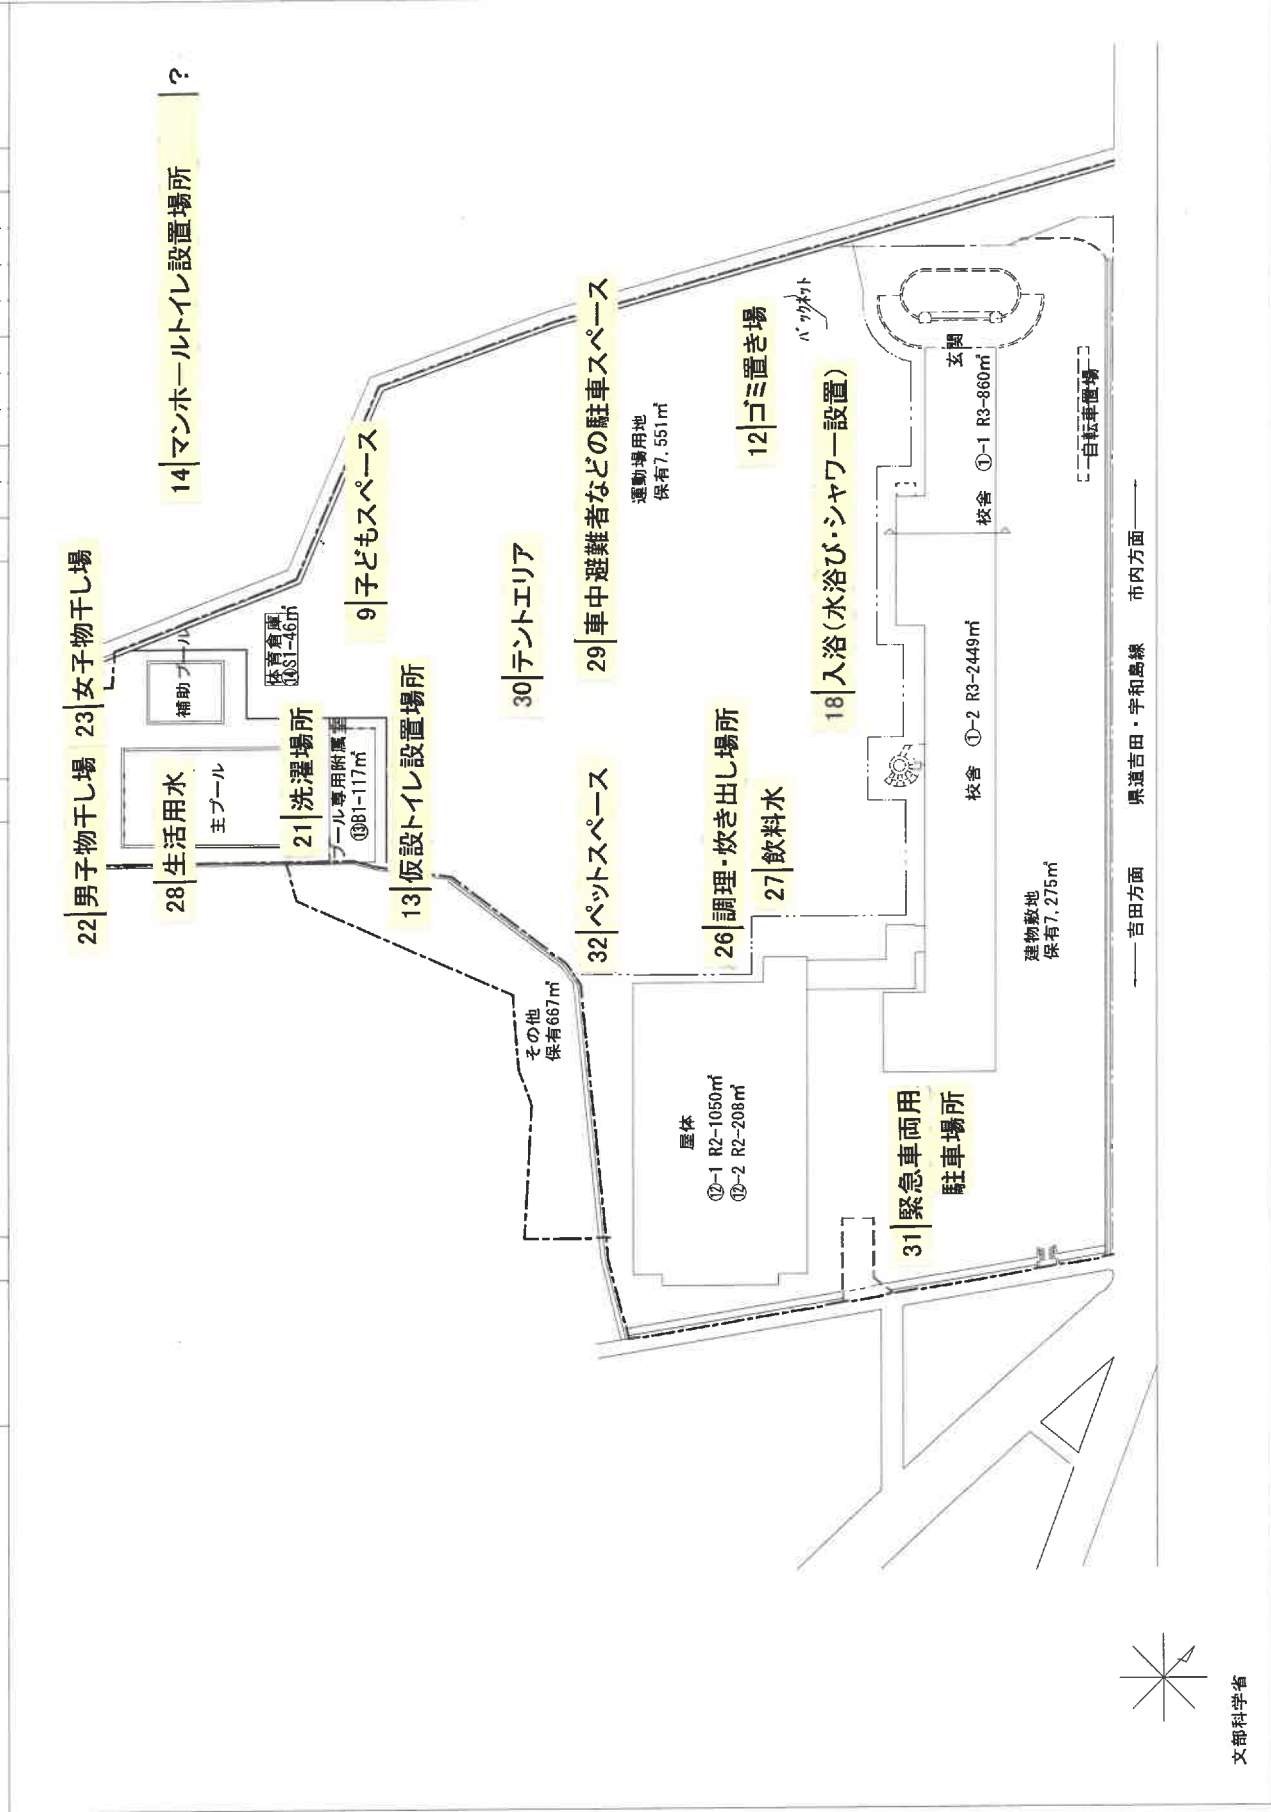 22 男子物干し場
23 女子物干し場
14 マンホールトイレ設置場所 ?
28 生活用水
主プール
補助プール
体育倉庫
⑭S1-46㎡
21 洗濯場所
プール専用附属室
⑬B1-117㎡
13 仮設トイレ設置場所
9 子どもスペース
30 テントエリア
その他
保有667㎡
32 ペットスペース
29 車中避難者などの駐車スペース
運動場用地
保有7,551㎡
26 調理・炊き出し場所
27 飲料水
12 ゴミ置き場
バックネット
18 入浴(水浴び・シャワー設置)
屋体
⑫-1 R2-1050㎡
⑫-2 R2-208㎡
31 緊急車両用
駐車場所
玄関
校舎 ①-1 R3-860㎡
校舎 ①-2 R3-2449㎡
建物敷地
保有7,275㎡
自転車置場
吉田方面 県道吉田・宇和島線 市内方面
文部科学省